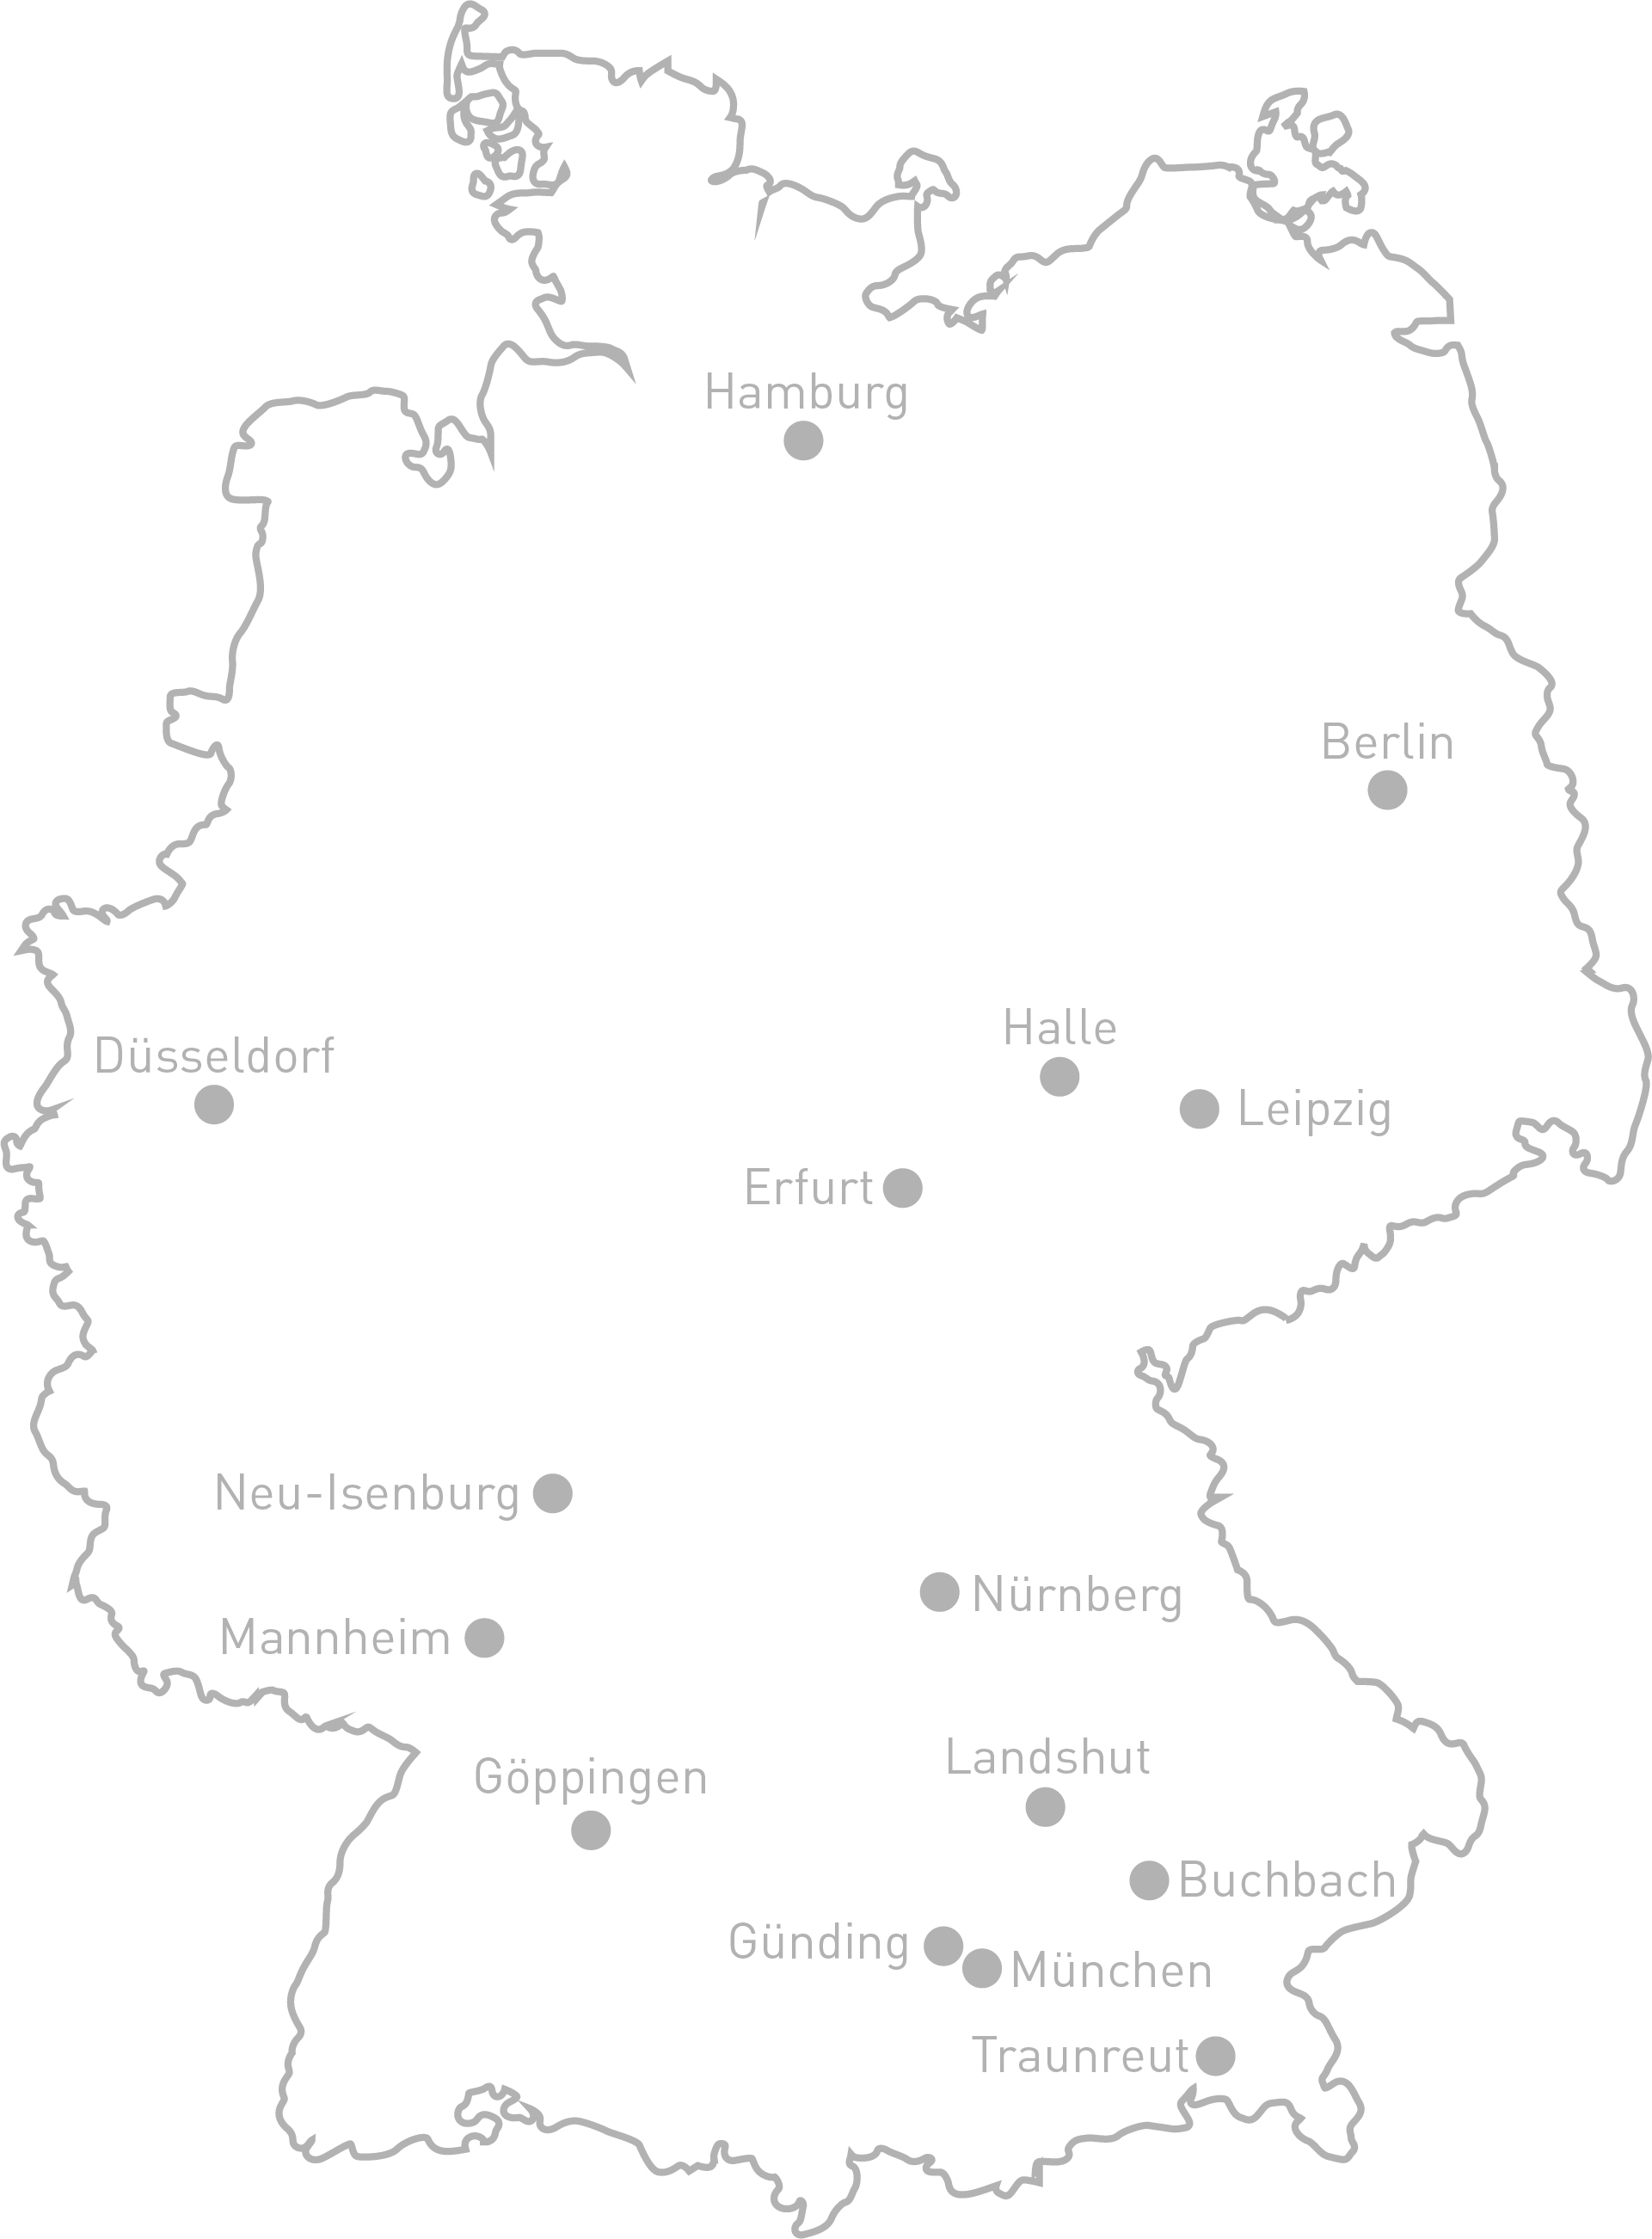 Hamburg
Berlin
Halle
Düsseldorf
Leipzig
Erfurt
Neu-Isenburg
Nürnberg
Mannheim
Landshut
Göppingen
Buchbach
Günding
München
Traunreut